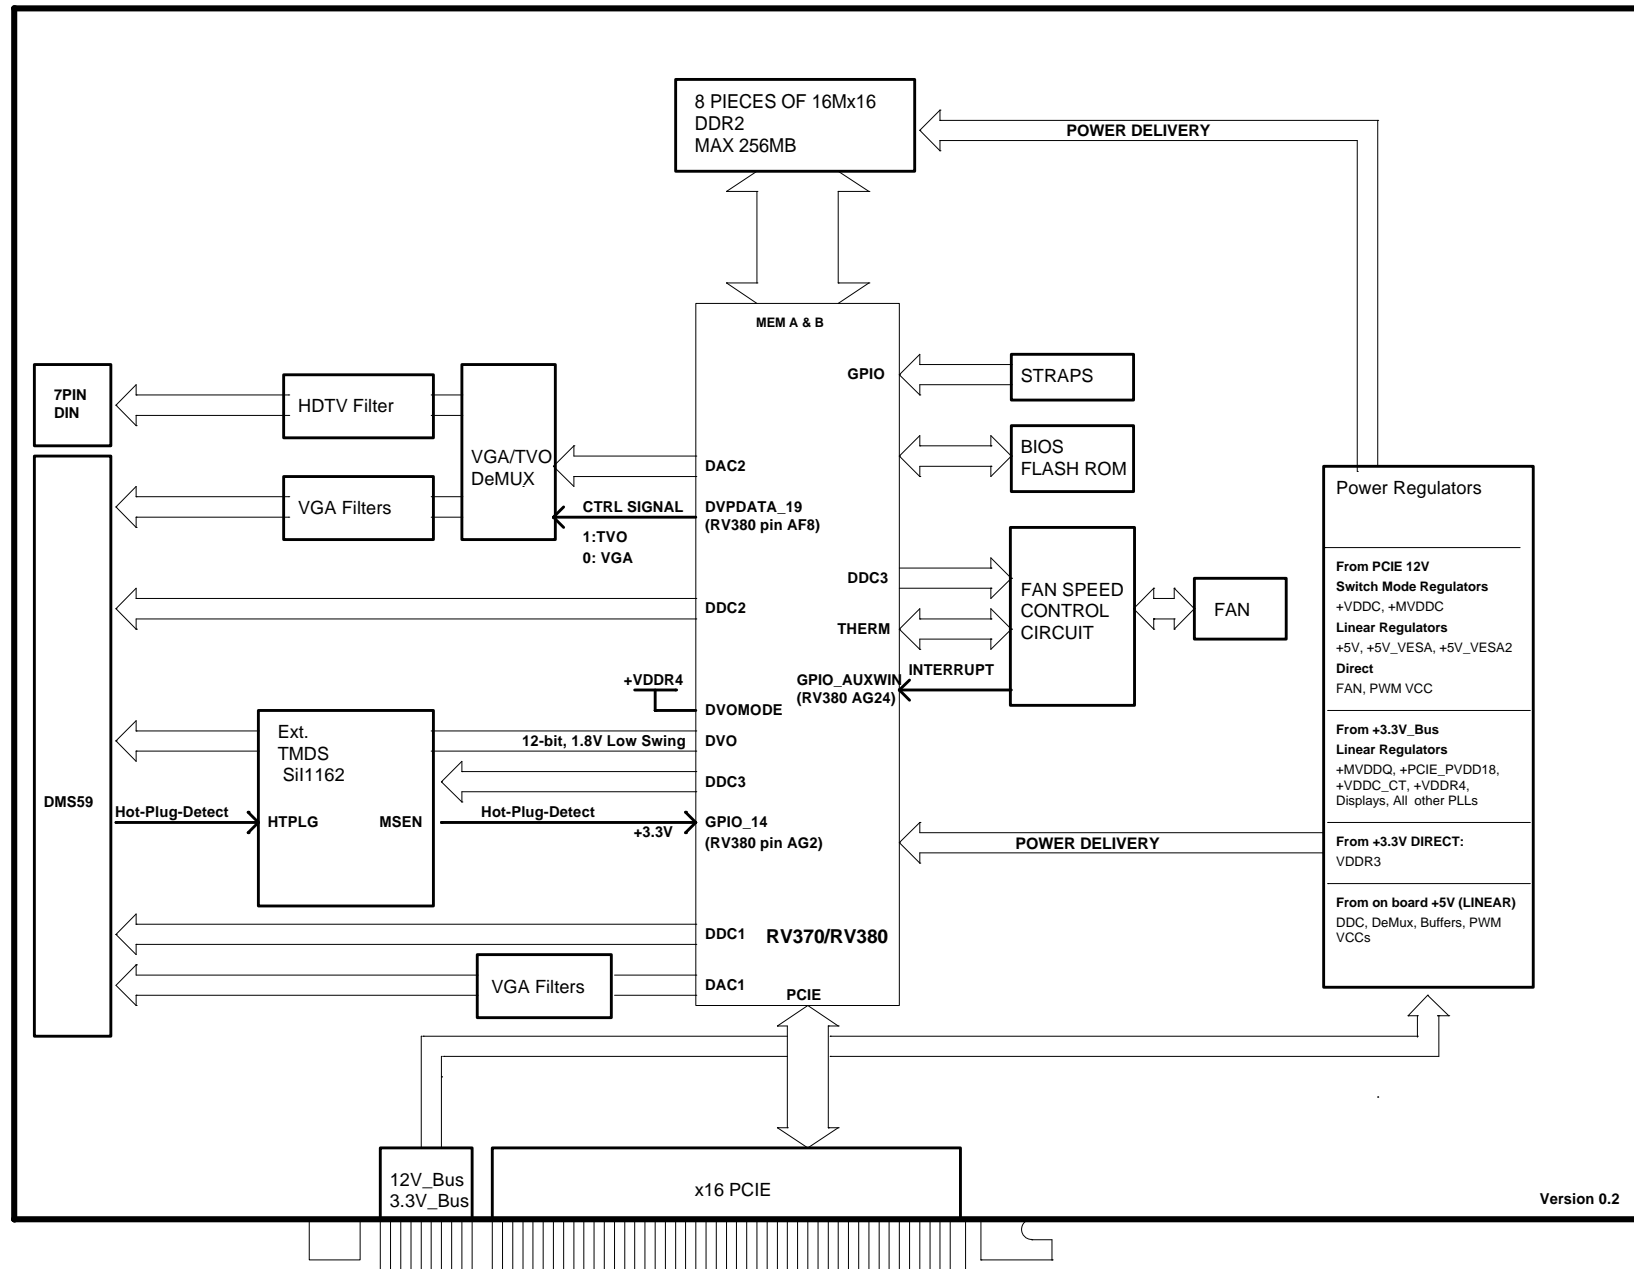 8 PIECES OF 16Mx16
DDR2
MAX 256MB
POWER DELIVERY
MEM A & B
GPIO
STRAPS
7PIN
DIN
HDTV Filter
VGA/TVO
DeMUX
DAC2
BIOS
FLASH ROM
VGA Filters
CTRL SIGNAL
1:TVO
0: VGA
DVPDATA_19
(RV380 pin AF8)
DDC3
FAN SPEED
CONTROL
CIRCUIT
FAN
DDC2
THERM
INTERRUPT
GPIO_AUXWIN
(RV380 AG24)
+VDDR4
DVOMODE
Ext.
TMDS
SiI1162
12-bit, 1.8V Low Swing
DVO
DDC3
DMS59
Hot-Plug-Detect
HTPLG
MSEN
Hot-Plug-Detect
+3.3V
GPIO_14
(RV380 pin AG2)
POWER DELIVERY
DDC1
RV370/RV380
VGA Filters
DAC1
PCIE
Power Regulators
From PCIE 12V
Switch Mode Regulators
+VDDC, +MVDDC
Linear Regulators
+5V, +5V_VESA, +5V_VESA2
Direct
FAN, PWM VCC
From +3.3V_Bus
Linear Regulators
+MVDDQ, +PCIE_PVDD18,
+VDDC_CT, +VDDR4,
Displays, All other PLLs
From +3.3V DIRECT:
VDDR3
From on board +5V (LINEAR)
DDC, DeMux, Buffers, PWM
VCCs
12V_Bus
3.3V_Bus
x16 PCIE
Version 0.2